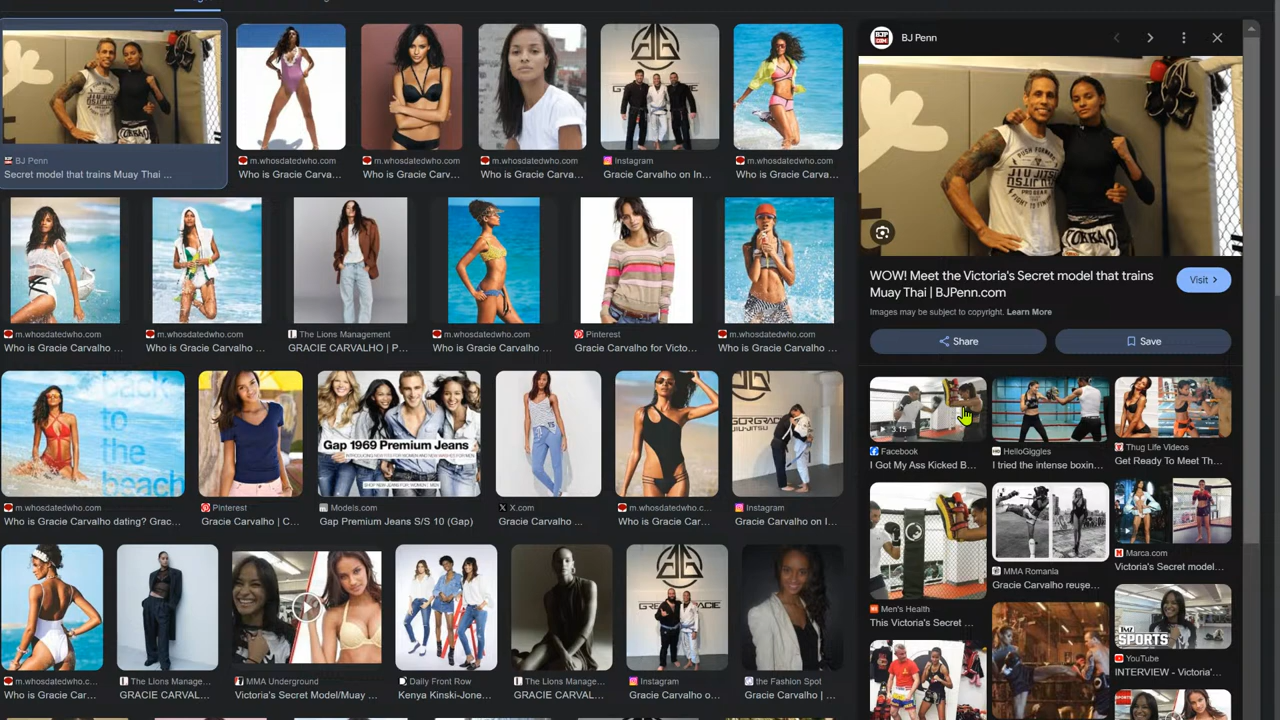 BJ Penn
Secret model that trains Muay Thai ...
m.whosdatedwho.com
Who is Gracie Carva...
m.whosdatedwho.com
Who is Gracie Carv...
m.whosdatedwho.com
Who is Gracie Carva...
Instagram
Gracie Carvalho on In...
m.whosdatedwho.com
Who is Gracie Carva...
m.whosdatedwho.com
Who is Gracie Carvalho ...
m.whosdatedwho.com
Who is Gracie Carvalho ...
The Lions Management
GRACIE CARVALHO | P...
m.whosdatedwho.com
Who is Gracie Carvalho ...
Pinterest
Gracie Carvalho for Victo...
m.whosdatedwho.com
Who is Gracie Carvalho ...
back
to
the
beach
m.whosdatedwho.com
Who is Gracie Carvalho dating? Grac...
Pinterest
Gracie Carvalho | C...
Gap 1969 Premium Jeans
Models.com
Gap Premium Jeans S/S 10 (Gap)
X.com
Gracie Carvalho ...
m.whosdatedwho.c...
Who is Gracie Car...
Instagram
Gracie Carvalho on I...
m.whosdatedwho.com
Who is Gracie Car...
The Lions Manage...
GRACIE CARVAL...
MMA Underground
Victoria's Secret Model/Muay ...
Daily Front Row
Kenya Kinski-Jone...
The Lions Manage...
GRACIE CARVAL...
Instagram
Gracie Carvalho o...
the Fashion Spot
Gracie Carvalho | ...
BJP
BJ Penn
WOW! Meet the Victoria's Secret model that trains
Muay Thai | BJPenn.com
Visit
Images may be subject to copyright. Learn More
Share
Save
3:15
Facebook
I Got My Ass Kicked B...
HelloGiggles
I tried the intense boxin...
Thug Life Videos
Get Ready To Meet Th...
Men's Health
This Victoria's Secret ...
MMA Romania
Gracie Carvalho reușe...
Marca.com
Victoria's Secret model...
TMZ
SPORTS
YouTube
INTERVIEW - Victoria'...